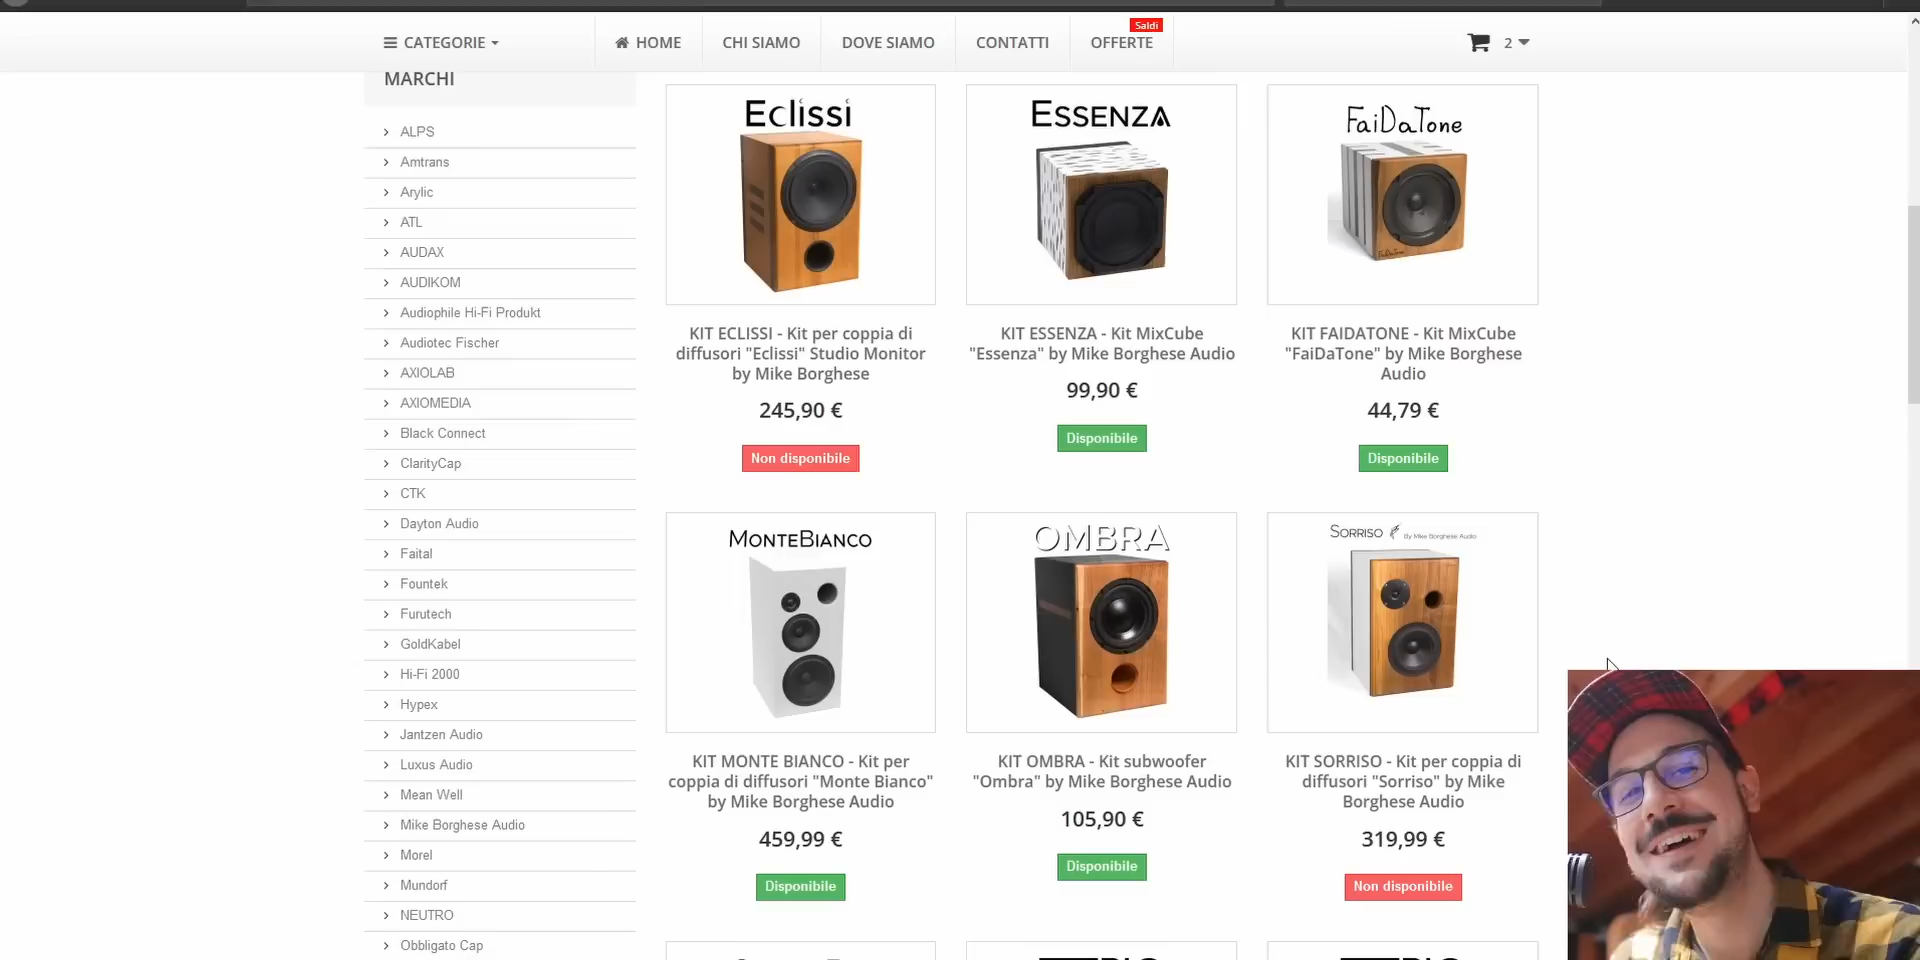 CATEGORIE
HOME
CHI SIAMO
DOVE SIAMO
CONTATTI
OFFERTE
Saldi
2
MARCHI
ALPS
Amtrans
Arylic
ATL
AUDAX
AUDIKOM
Audiophile Hi-Fi Produkt
Audiotec Fischer
AXIOLAB
AXIOMEDIA
Black Connect
ClarityCap
CTK
Dayton Audio
Faital
Fountek
Furutech
GoldKabel
Hi-Fi 2000
Hypex
Jantzen Audio
Luxus Audio
Mean Well
Mike Borghese Audio
Morel
Mundorf
NEUTRO
Obbligato Cap
Eclissi
KIT ECLISSI - Kit per coppia di
diffusori "Eclissi" Studio Monitor
by Mike Borghese
245,90 €
Non disponibile
ESSENZA
KIT ESSENZA - Kit MixCube
"Essenza" by Mike Borghese Audio
99,90 €
Disponibile
FaiDaTone
FaiDaTone
KIT FAIDATONE - Kit MixCube
"FaiDaTone" by Mike Borghese
Audio
44,79 €
Disponibile
MONTEBIANCO
KIT MONTE BIANCO - Kit per
coppia di diffusori "Monte Bianco"
by Mike Borghese Audio
459,99 €
Disponibile
OMBRA
KIT OMBRA - Kit subwoofer
"Ombra" by Mike Borghese Audio
105,90 €
Disponibile
SORRISO By Mike Borghese Audio
KIT SORRISO - Kit per coppia di
diffusori "Sorriso" by Mike
Borghese Audio
319,99 €
Non disponibile